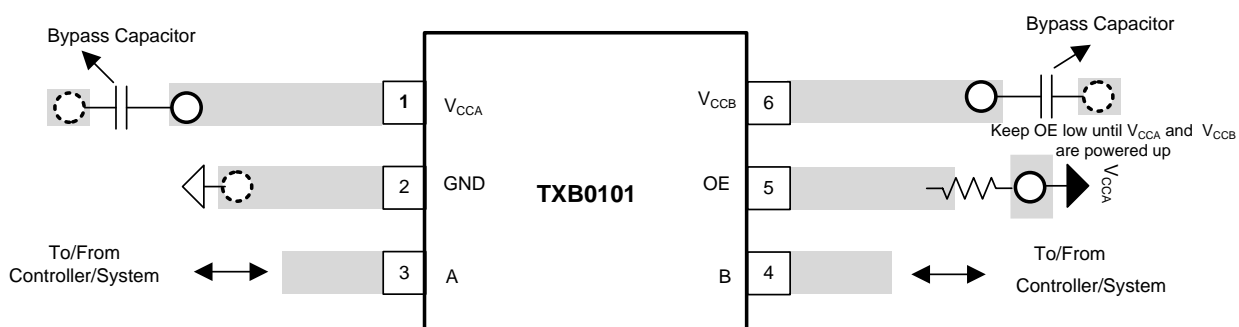 Bypass Capacitor
Bypass Capacitor
1
VCCA
VCCB
6
Keep OE low until VCCA and VCCB
are powered up
2
GND
TXB0101
OE
5
VCCA
To/From
Controller/System
3
A
B
4
To/From
Controller/System